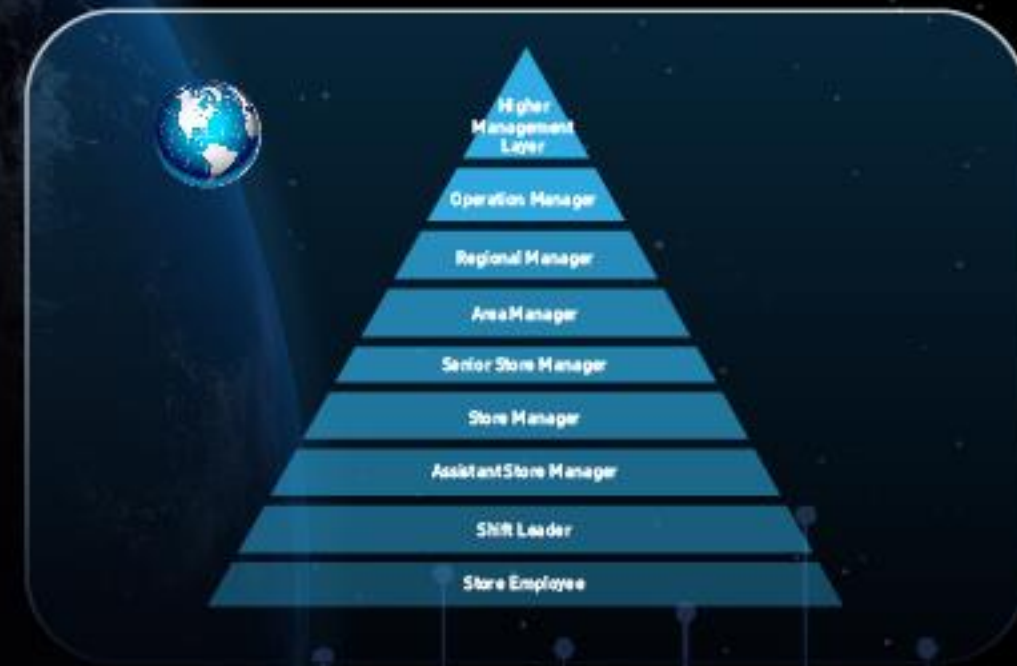 Higher
Management
Layer
Operation Manager
Regional Manager
Area Manager
Senior Store Manager
Store Manager
Assistant Store Manager
Shift Leader
Store Employee